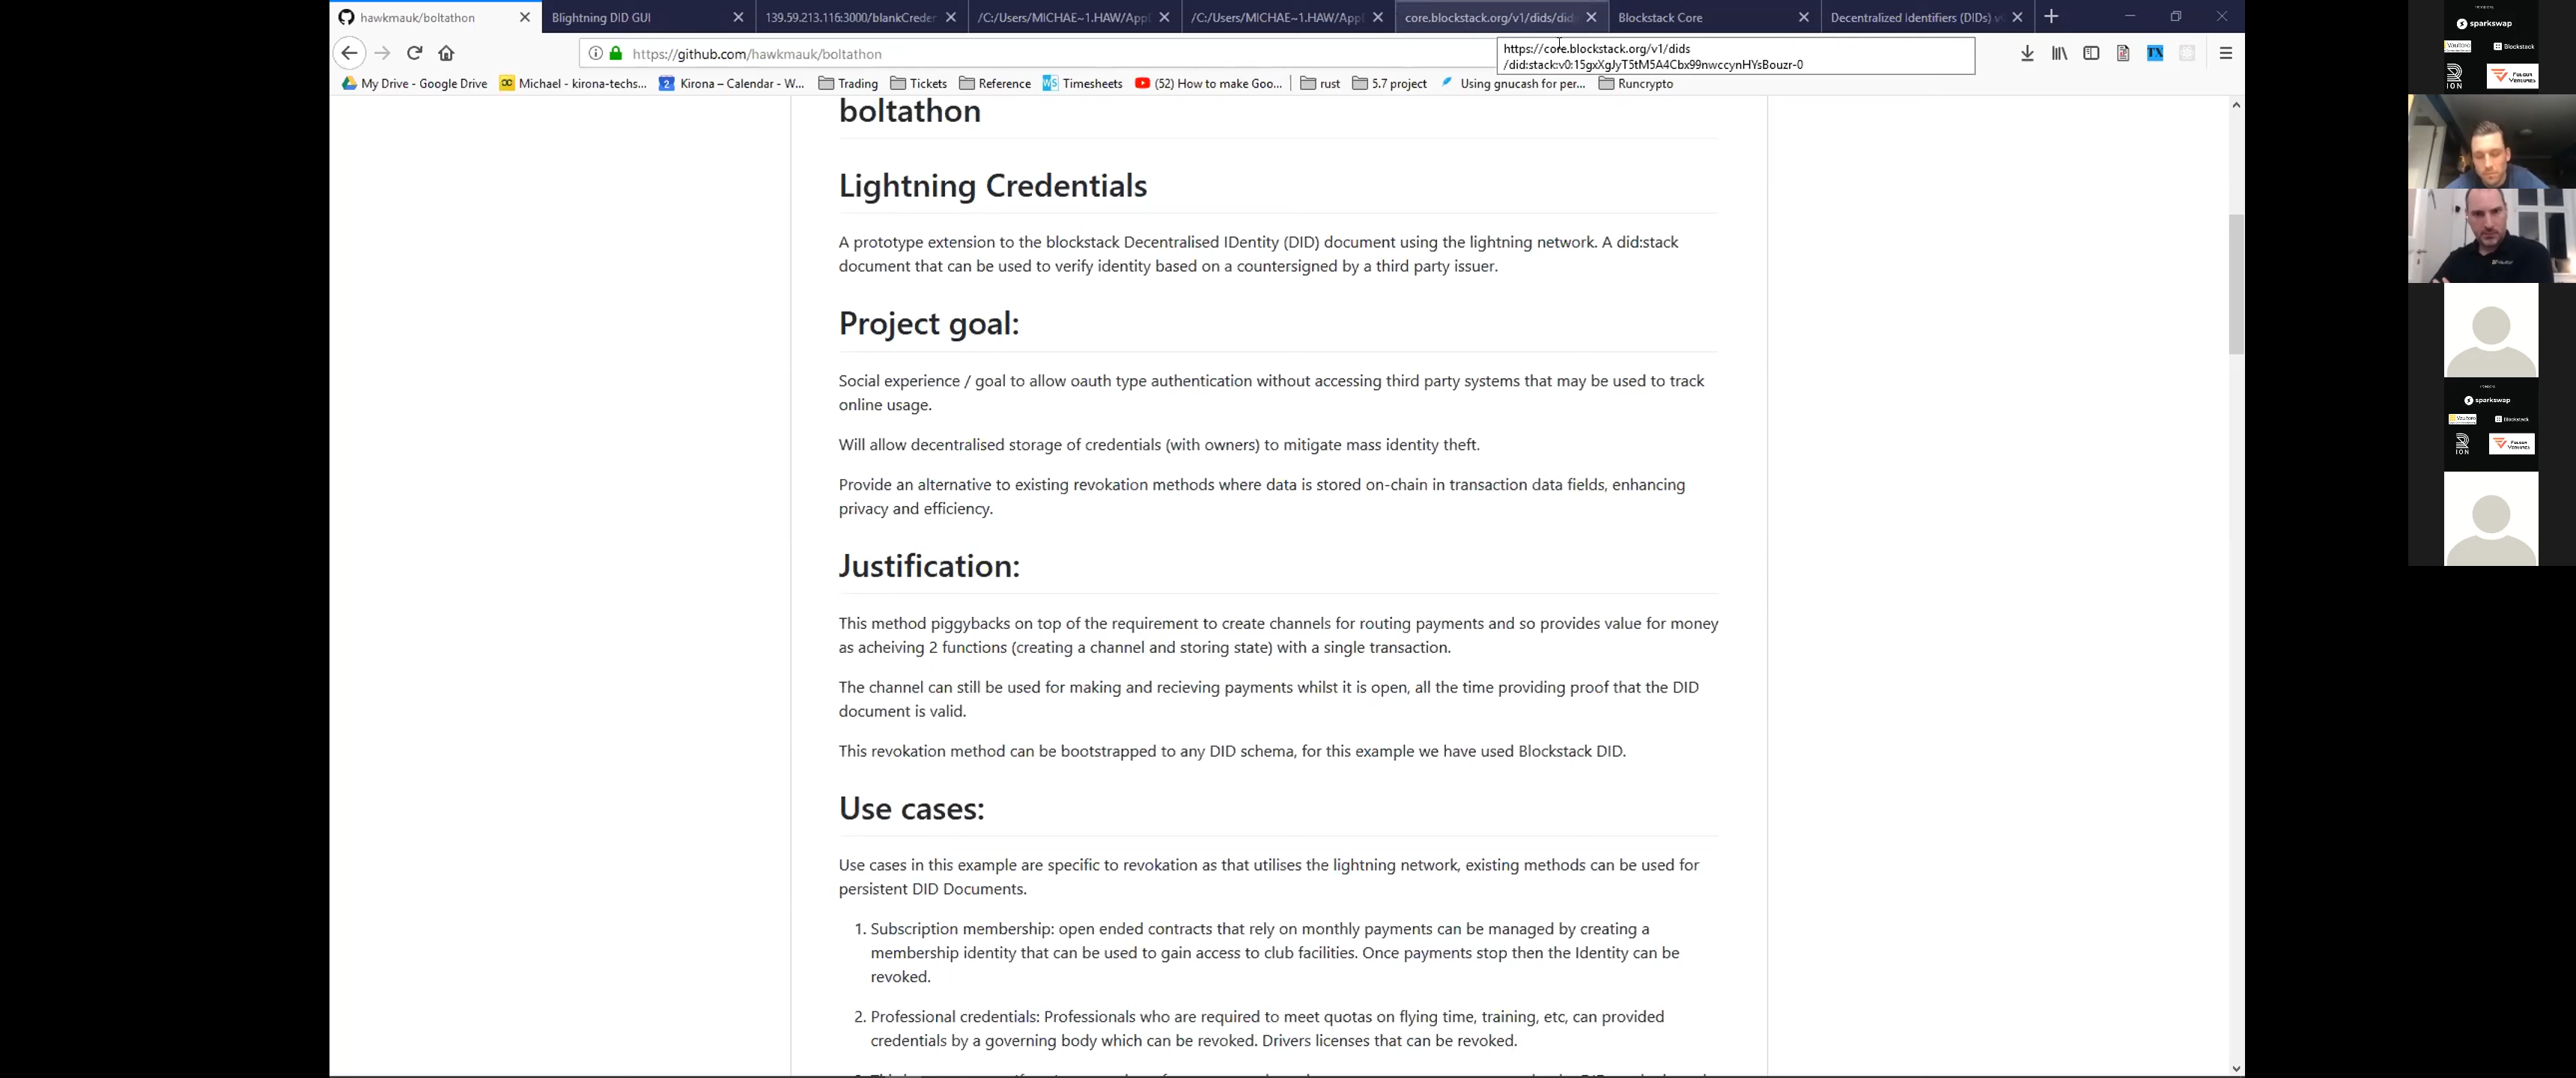 hawkmauk/boltathon
Blightning DID GUI
139.59.213.116:3000/blankCreder
/C:/Users/MICHAE~1.HAW/App
/C:/Users/MICHAE~1.HAW/App
core.blockstack.org/v1/dids/did
Blockstack Core
Decentralized Identifiers (DIDs) v
https://github.com/hawkmauk/boltathon
https://core.blockstack.org/v1/dids
/did:stack:v0:15gxXgJyT5tM5A4Cbx99nwccynHYsBouzr-0
My Drive - Google Drive
Michael - kirona-techs...
Kirona – Calendar - W...
Trading
Tickets
Reference
WS Timesheets
(52) How to make Goo...
rust
5.7 project
Using gnucash for per...
Runcrypto
boltathon
Lightning Credentials
A prototype extension to the blockstack Decentralised IDentity (DID) document using the lightning network. A did:stack
document that can be used to verify identity based on a countersigned by a third party issuer.
Project goal:
Social experience / goal to allow oauth type authentication without accessing third party systems that may be used to track
online usage.
Will allow decentralised storage of credentials (with owners) to mitigate mass identity theft.
Provide an alternative to existing revokation methods where data is stored on-chain in transaction data fields, enhancing
privacy and efficiency.
Justification:
This method piggybacks on top of the requirement to create channels for routing payments and so provides value for money
as acheiving 2 functions (creating a channel and storing state) with a single transaction.
The channel can still be used for making and recieving payments whilst it is open, all the time providing proof that the DID
document is valid.
This revokation method can be bootstrapped to any DID schema, for this example we have used Blockstack DID.
Use cases:
Use cases in this example are specific to revokation as that utilises the lightning network, existing methods can be used for
persistent DID Documents.
1. Subscription membership: open ended contracts that rely on monthly payments can be managed by creating a
membership identity that can be used to gain access to club facilities. Once payments stop then the Identity can be
revoked.
2. Professional credentials: Professionals who are required to meet quotas on flying time, training, etc, can provided
credentials by a governing body which can be revoked. Drivers licenses that can be revoked.
sparkswap
Vaultoro
Blockstack
ION
FULGUR
VENTURES
sparkswap
Vaultoro
Blockstack
ION
FULGUR
VENTURES